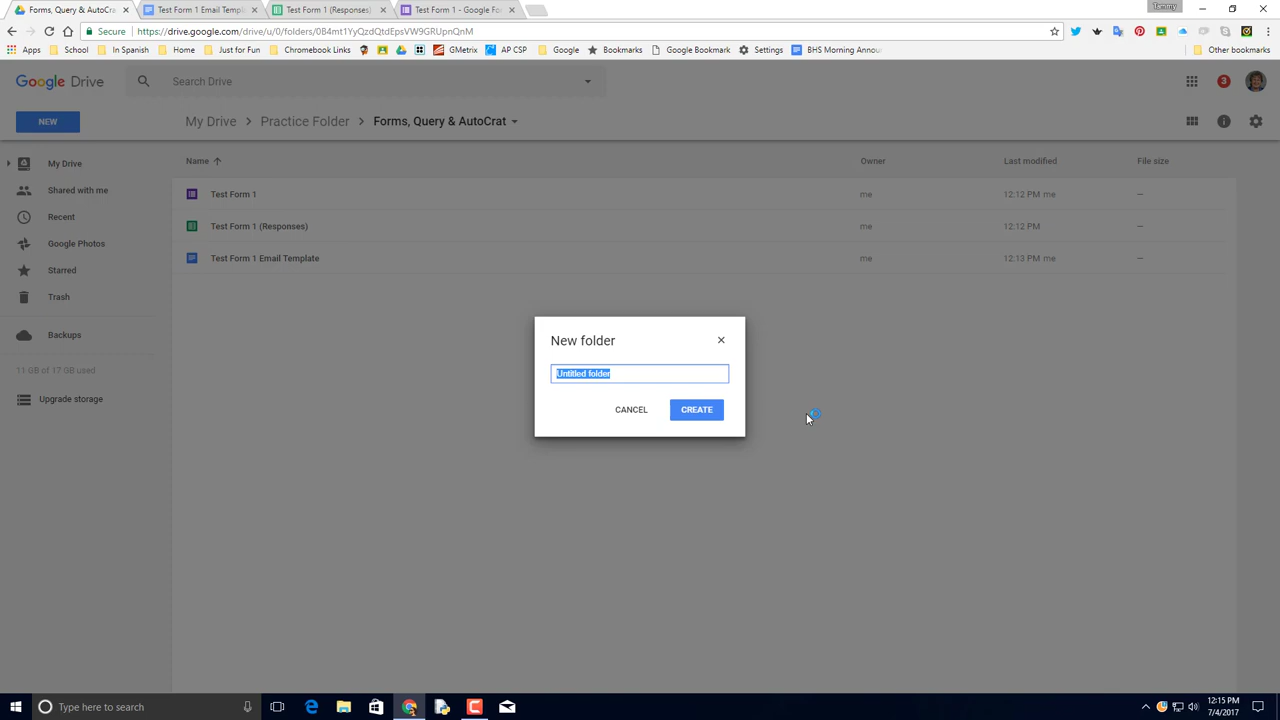 Tammy
Forms, Query & AutoCra
Test Form 1 Email Templ
Test Form 1 (Responses)
Test Form 1 - Google Fo
Secure
https://drive.google.com/drive/u/0/folders/0B4mt1YyQzdQtdEpsVW9GRUpnQnM
Apps
School
In Spanish
Home
Just for Fun
Chromebook Links
GMetrix
AP CSP
Google
Bookmarks
Google Bookmark
Settings
BHS Morning Annou
Other bookmarks
Google Drive
Search Drive
3
NEW
My Drive > Practice Folder > Forms, Query & AutoCrat
Name
Owner
Last modified
File size
My Drive
Shared with me
Recent
Google Photos
Starred
Trash
Backups
11 GB of 17 GB used
Upgrade storage
Test Form 1
me
12:12 PM me
—
Test Form 1 (Responses)
me
12:12 PM
—
Test Form 1 Email Template
me
12:13 PM me
—
New folder
Untitled folder
CANCEL
CREATE
Type here to search
12:15 PM
7/4/2017